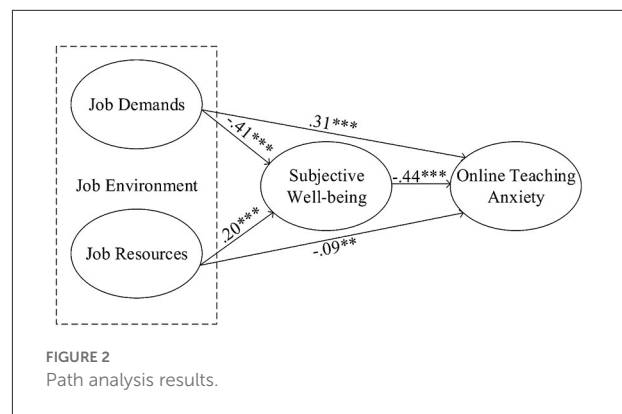 Job Demands
.31***
-.41***
Subjective
Well-being
-.44***
Online Teaching
Anxiety
Job Environment
Job Resources
.20***
-.09**
FIGURE 2
Path analysis results.